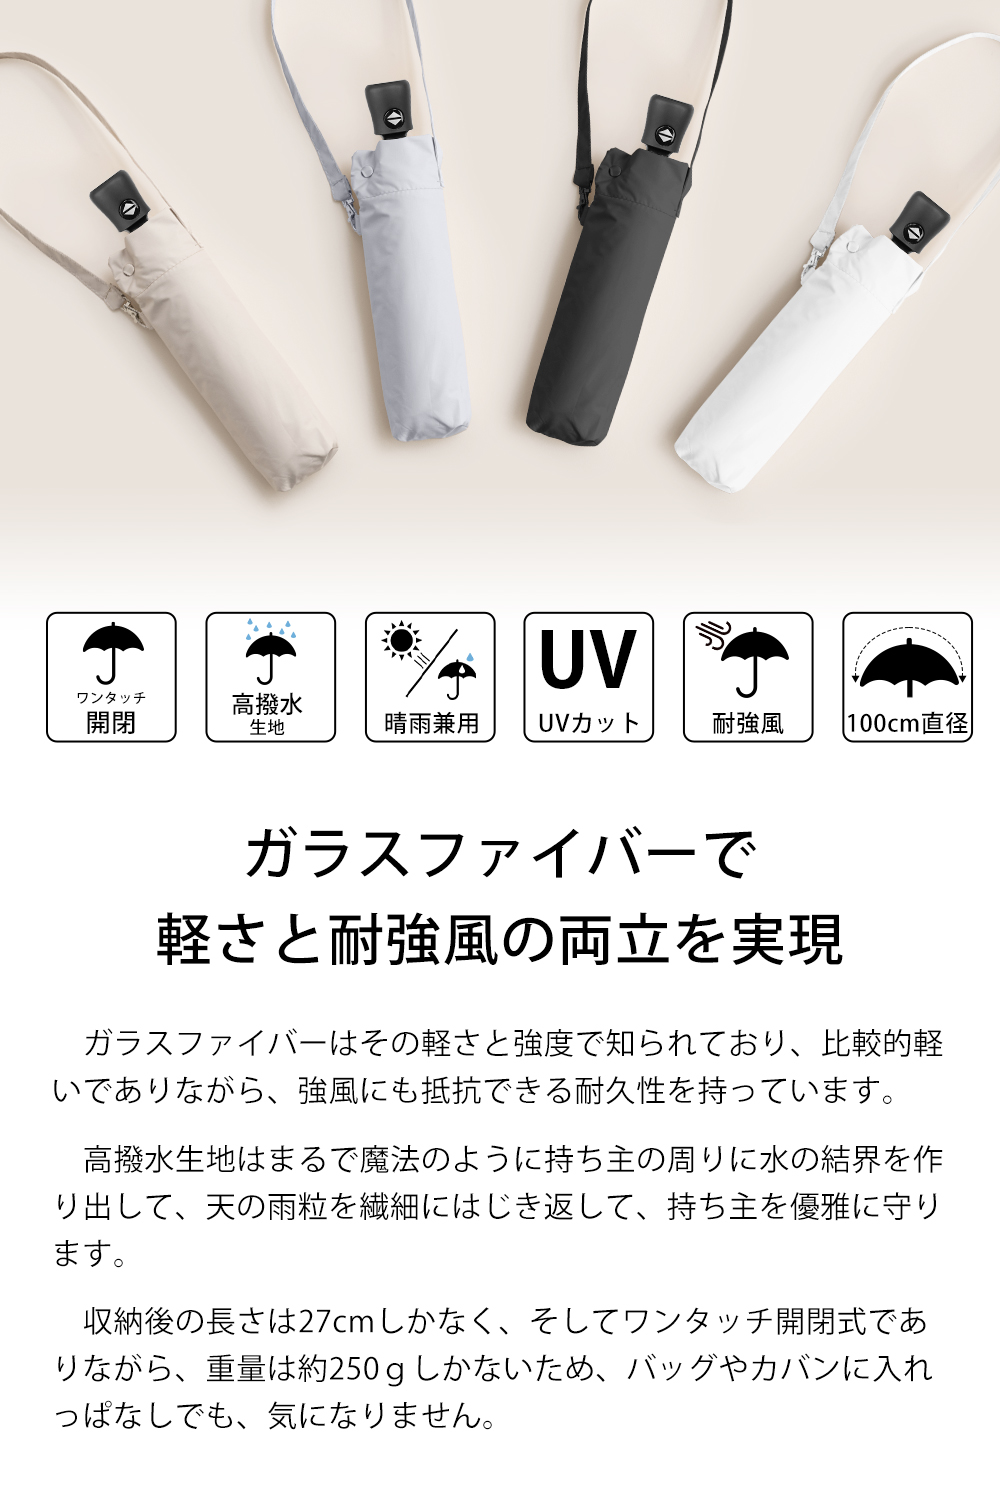 ワンタッチ
開閉
高撥水
生地
晴雨兼用
UV
UVカット
耐強風
100cm直径
ガラスファイバーで
軽さと耐強風の両立を実現
　ガラスファイバーはその軽さと強度で知られており、比較的軽
いでありながら、強風にも抵抗できる耐久性を持っています。
　高撥水生地はまるで魔法のように持ち主の周りに水の結界を作
り出して、天の雨粒を繊細にはじき返して、持ち主を優雅に守り
ます。
　収納後の長さは27cmしかなく、そしてワンタッチ開閉式であ
りながら、重量は約250ｇしかないため、バッグやカバンに入れ
っぱなしでも、気になりません。